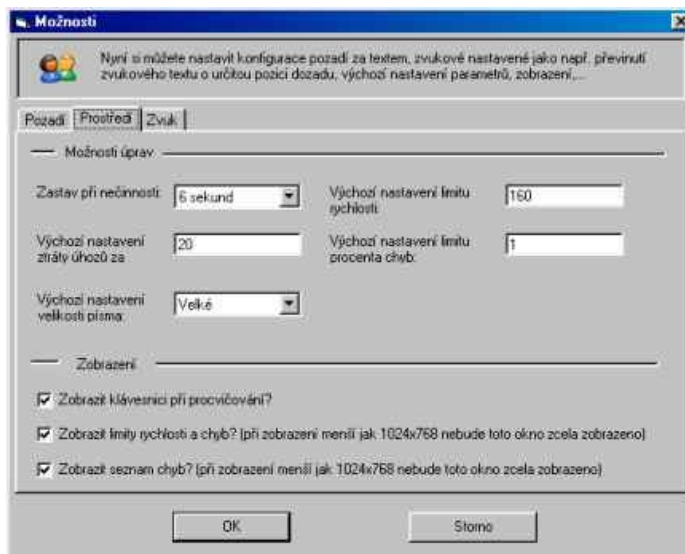 Možnosti
Nyní si můžete nastavit konfigurace pozadí za textem, zvukové nastavené jako např. převinutí
zvukového textu o určitou pozici dozadu, výchozí nastavení parametrů, zobrazení,...
Pozadí Prostředí Zvuk
Možnosti úprav
Zastav při nečinnosti: 6 sekund
Výchozí nastavení limitu
rychlosti: 160
Výchozí nastavení
ztráty úhozů za 20
Výchozí nastavení limitu
procenta chyb: 1
Výchozí nastavení
velikosti písma: Velké
Zobrazení
Zobrazit klávesnici při procvičování?
Zobrazit limity rychlosti a chyb? (při zobrazení menší jak 1024x768 nebude toto okno zcela zobrazeno)
Zobrazit seznam chyb? (při zobrazení menší jak 1024x768 nebude toto okno zcela zobrazeno)
OK Storno